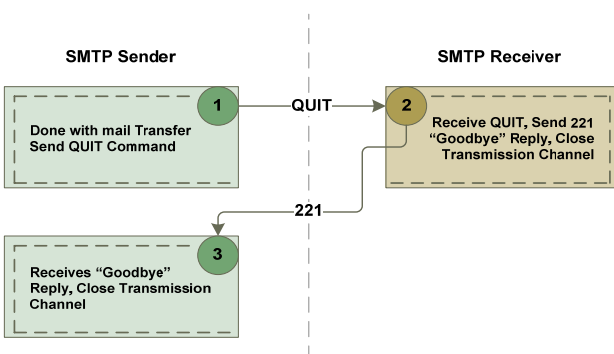 SMTP Sender
SMTP Receiver
1
QUIT
2
Done with mail Transfer
Send QUIT Command
Receive QUIT, Send 221
“Goodbye” Reply, Close
Transmission Channel
221
3
Receives “Goodbye”
Reply, Close Transmission
Channel